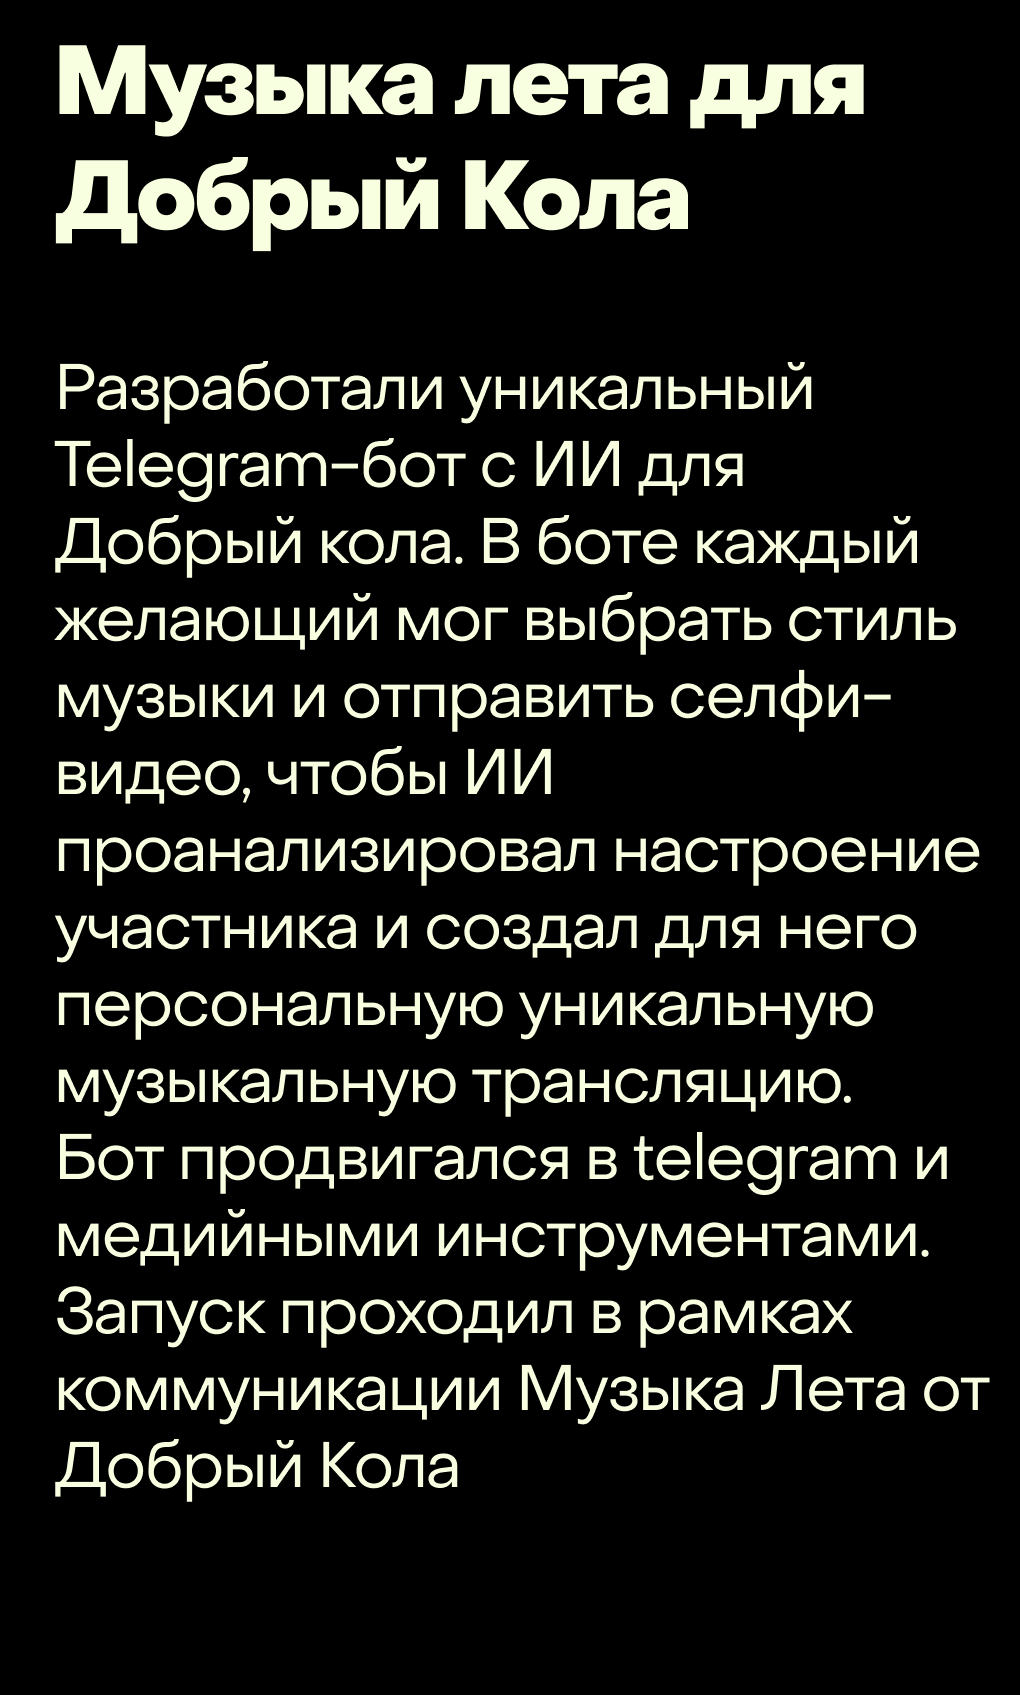 Музыка лета для
Добрый Кола
Разработали уникальный
Telegram-бот с ИИ для
Добрый кола. В боте каждый
желающий мог выбрать стиль
музыки и отправить селфи-
видео, чтобы ИИ
проанализировал настроение
участника и создал для него
персональную уникальную
музыкальную трансляцию.
Бот продвигался в telegram и
медийными инструментами.
Запуск проходил в рамках
коммуникации Музыка Лета от
Добрый Кола